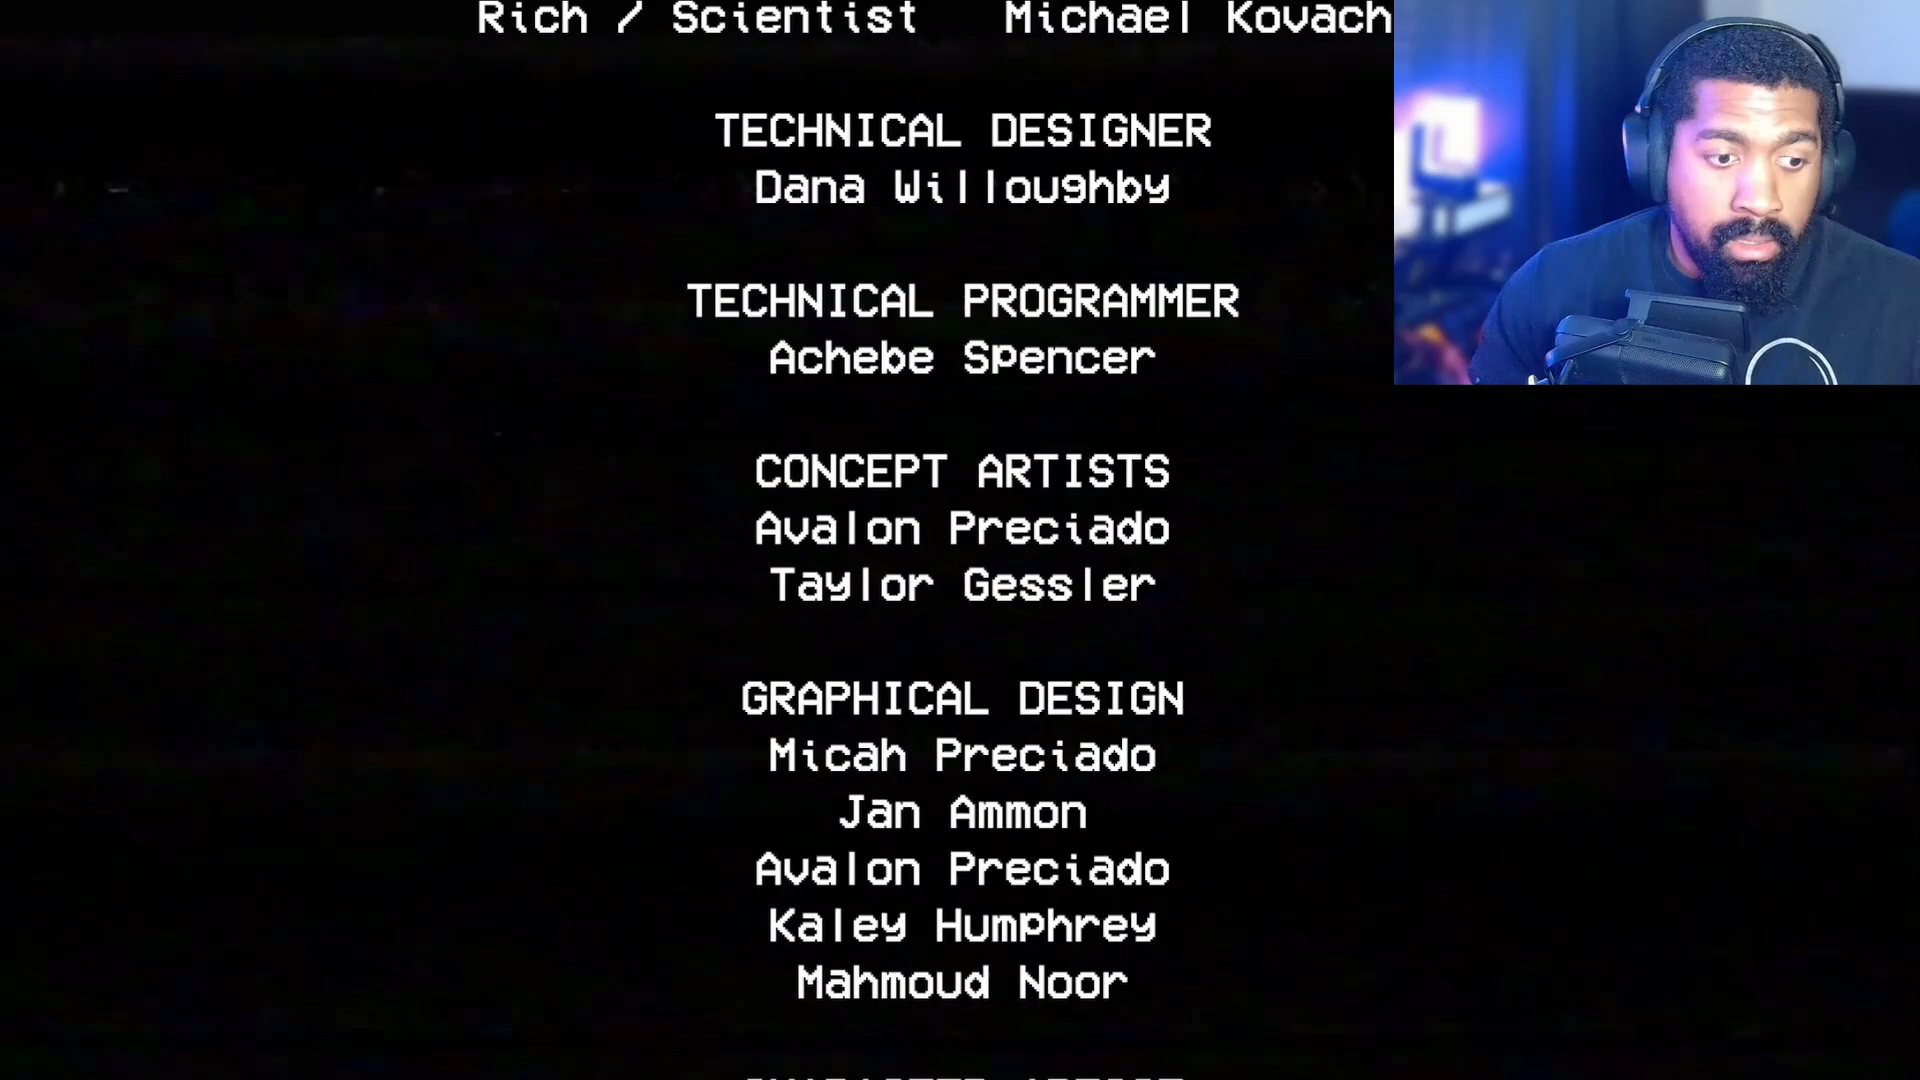 Rich / Scientist Michael Kovach
TECHNICAL DESIGNER
Dana Willoughby
TECHNICAL PROGRAMMER
Achebe Spencer
CONCEPT ARTISTS
Avalon Preciado
Taylor Gessler
GRAPHICAL DESIGN
Micah Preciado
Jan Ammon
Avalon Preciado
Kaley Humphrey
Mahmoud Noor